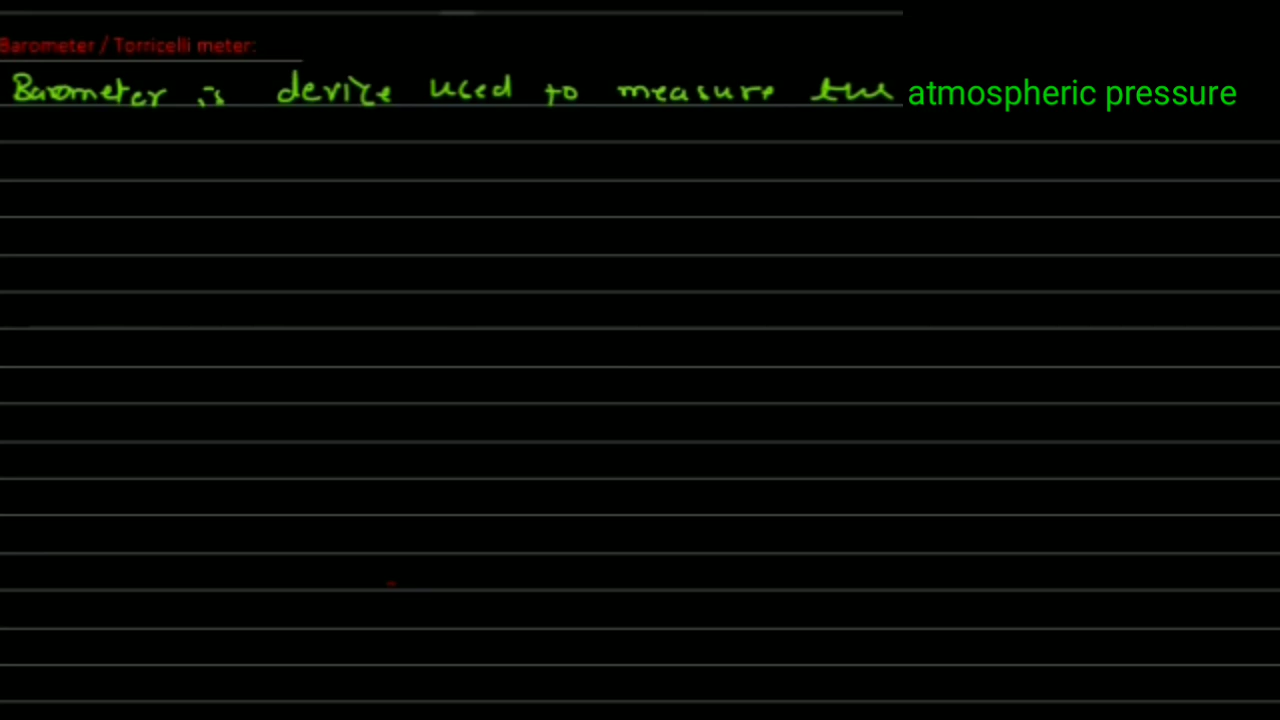 Barometer / Torricelli meter:
Barometer is device used to measure the atmospheric pressure